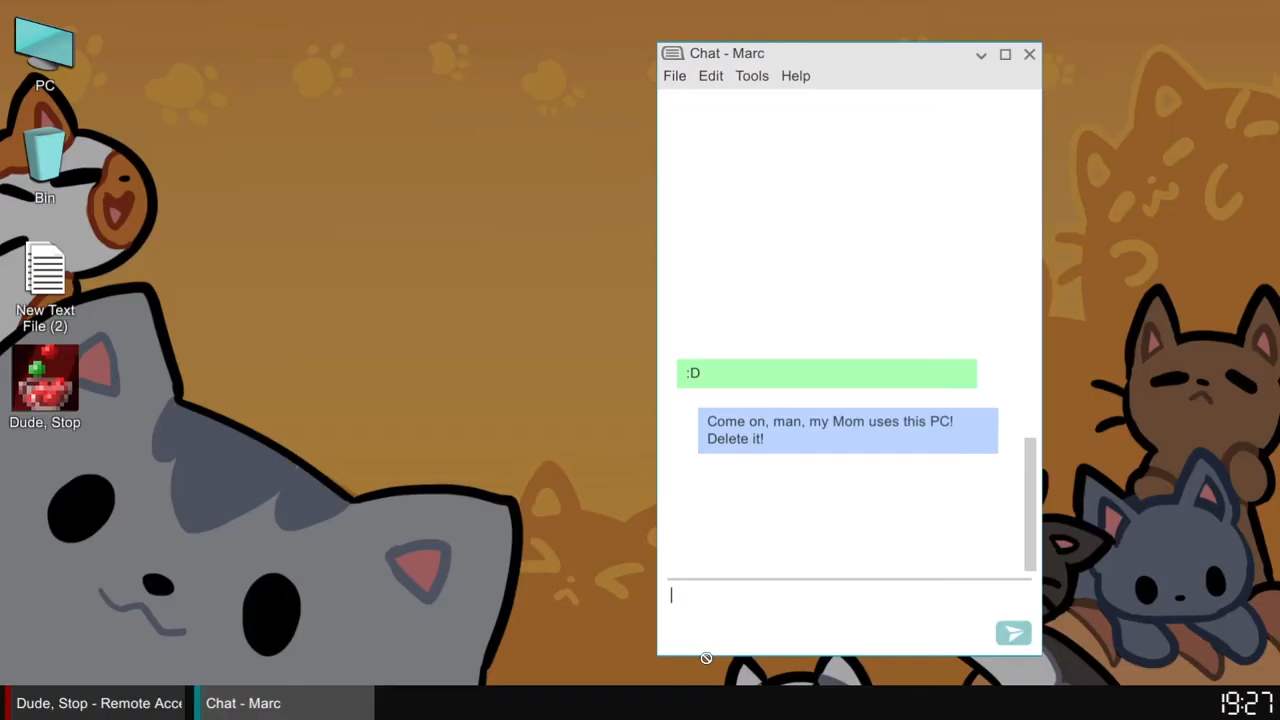 PC
Bin
New Text
File (2)
Dude, Stop
Chat - Marc
File Edit Tools Help
:D
Come on, man, my Mom uses this PC!
Delete it!
Dude, Stop - Remote Acce
Chat - Marc
19:27